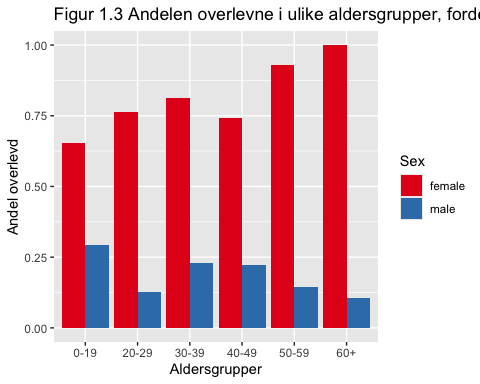 Figur 1.3 Andelen overlevne i ulike aldersgrupper, forde
1.00
0.75
0.50
0.25
0.00
Andel overlevd
0-19 20-29 30-39 40-49 50-59 60+
Aldersgrupper
Sex
female
male